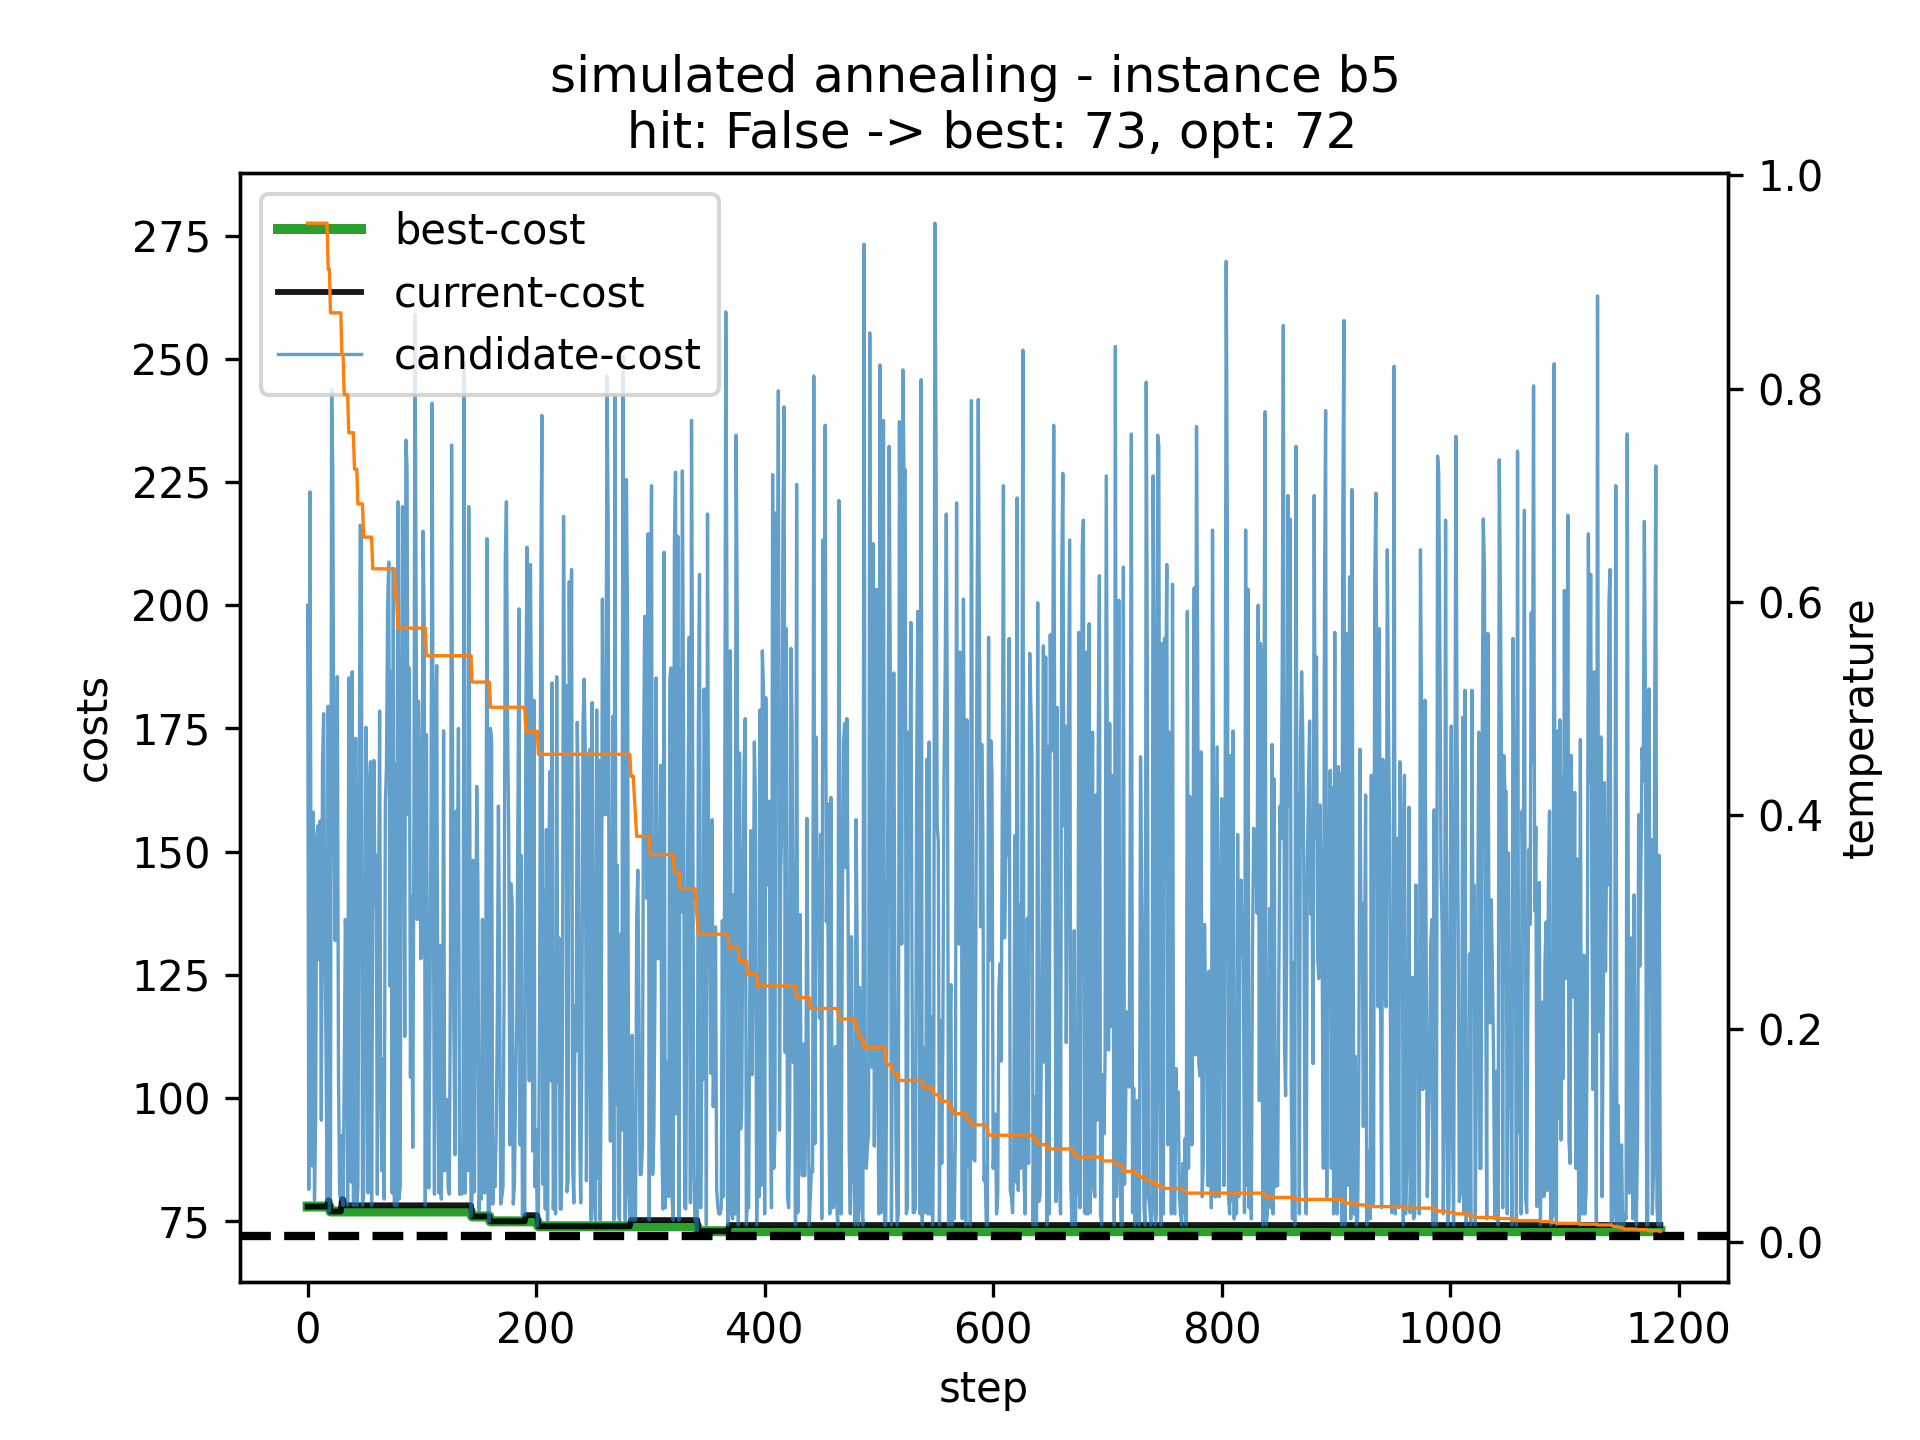 simulated annealing - instance b5
hit: False -> best: 73, opt: 72
best-cost
current-cost
candidate-cost
275
250
225
200
175
150
125
100
75
costs
1.0
0.8
0.6
0.4
0.2
0.0
temperature
0 200 400 600 800 1000 1200
step